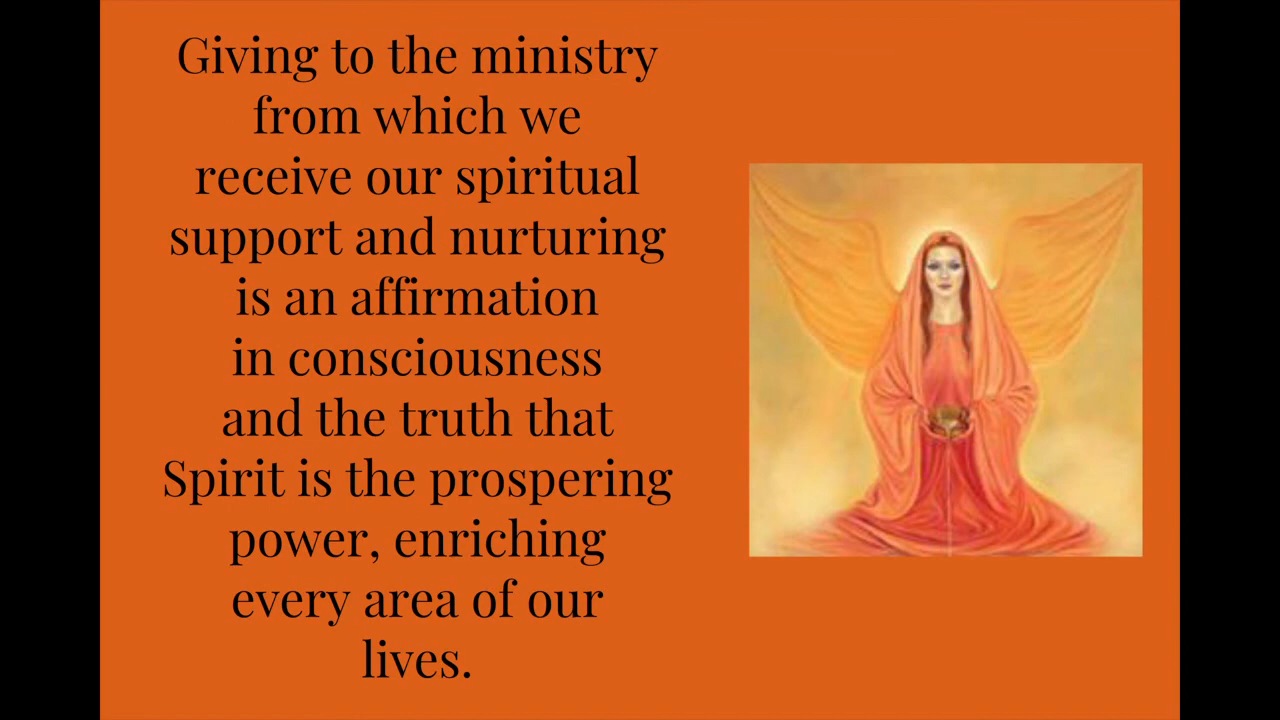 Giving to the ministry
from which we
receive our spiritual
support and nurturing
is an affirmation
in consciousness
and the truth that
Spirit is the prospering
power, enriching
every area of our
lives.